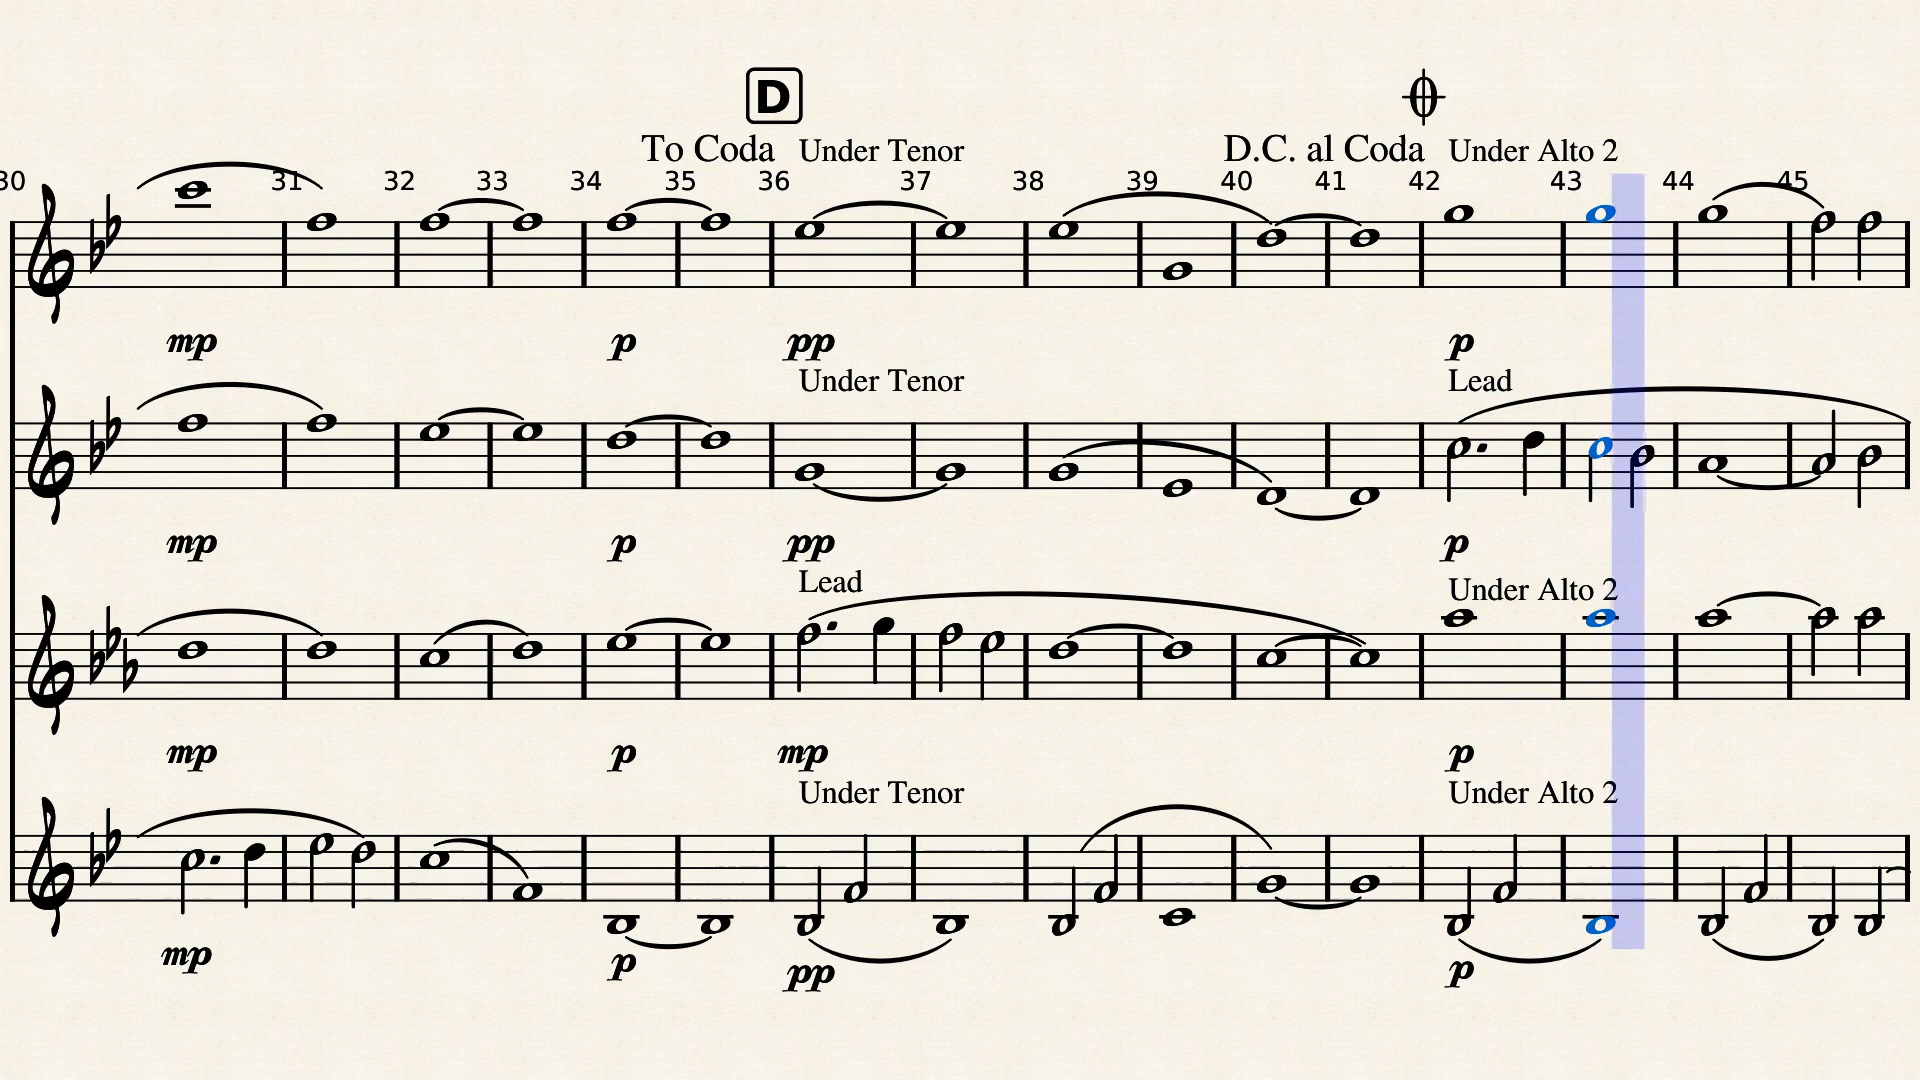 D
To Coda Under Tenor D.C. al Coda Under Alto 2
30 31 32 33 34 35 36 37 38 39 40 41 42 43 44 45
mp p pp p
Under Tenor Lead
mp p pp p
Lead Under Alto 2
mp p mp p
Under Tenor Under Alto 2
mp p pp p